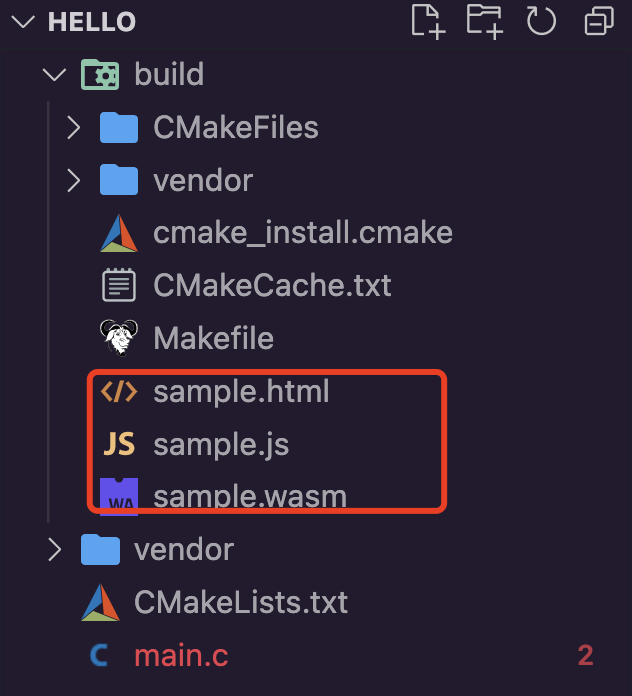 HELLO
build
CMakeFiles
vendor
cmake_install.cmake
CMakeCache.txt
Makefile
</> sample.html
JS sample.js
WA sample.wasm
vendor
CMakeLists.txt
C main.c 2